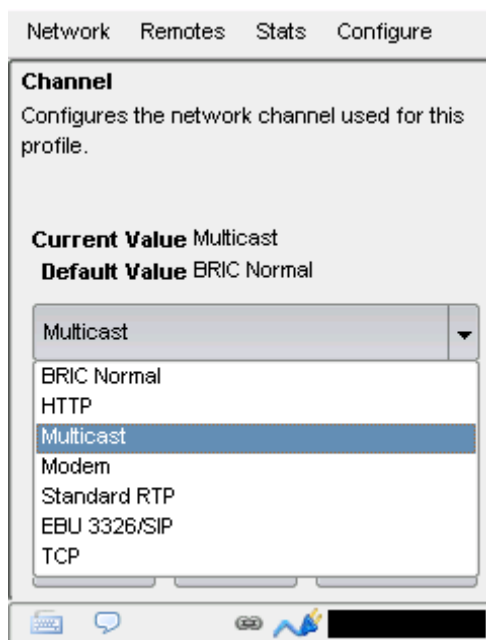 Network Remotes Stats Configure
Channel
Configures the network channel used for this
profile.
Current Value Multicast
Default Value BRIC Normal
Multicast
BRIC Normal
HTTP
Multicast
Modem
Standard RTP
EBU 3326/SIP
TCP